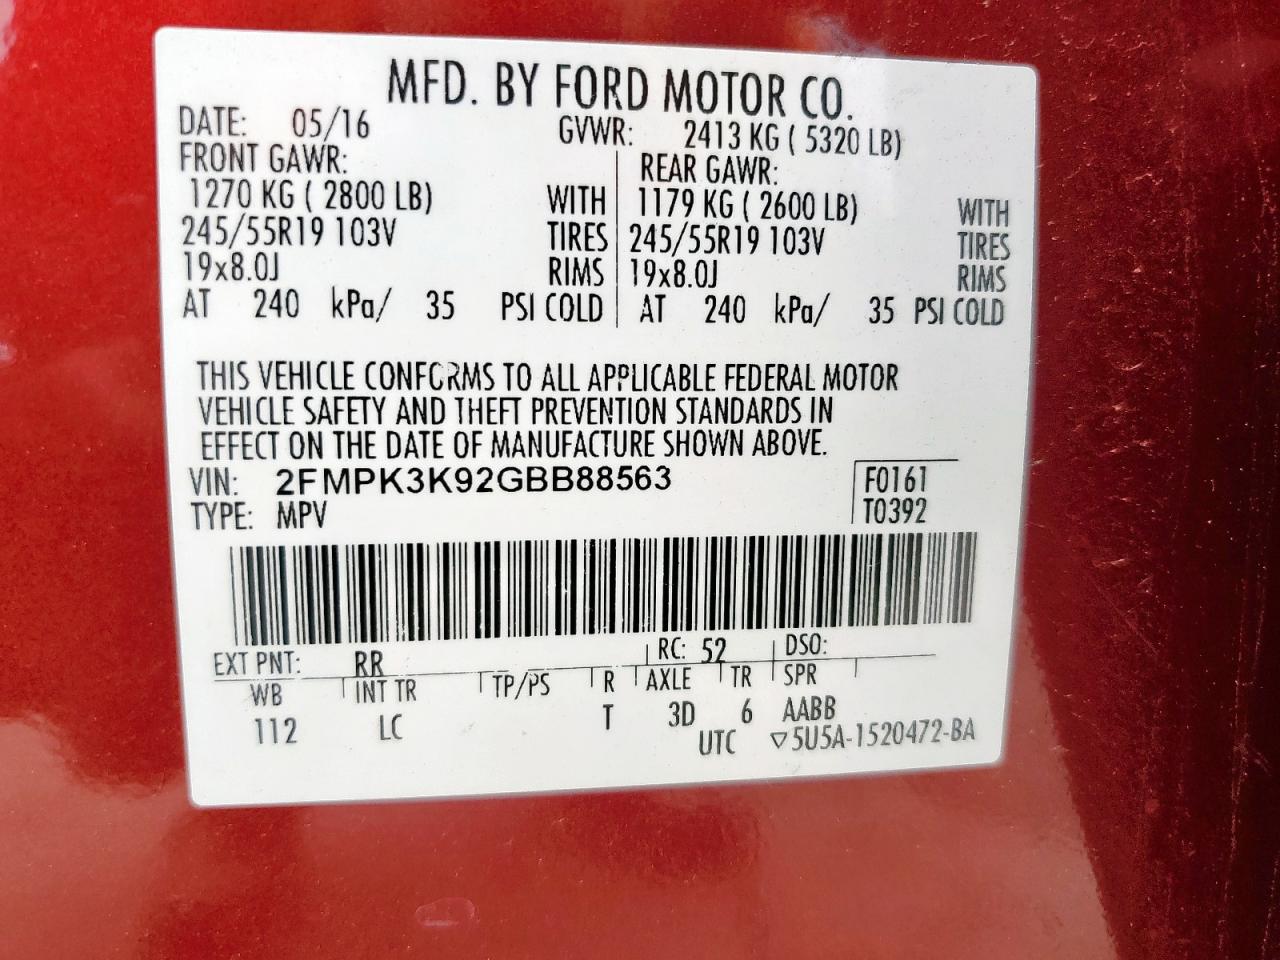 MFD. BY FORD MOTOR CO.
DATE: 05/16 GVWR: 2413 KG ( 5320 LB)
FRONT GAWR: REAR GAWR:
1270 KG ( 2800 LB) WITH 1179 KG ( 2600 LB) WITH
245/55R19 103V TIRES 245/55R19 103V TIRES
19x8.0J RIMS 19x8.0J RIMS
AT 240 kPa/ 35 PSI COLD AT 240 kPa/ 35 PSI COLD
THIS VEHICLE CONFORMS TO ALL APPLICABLE FEDERAL MOTOR
VEHICLE SAFETY AND THEFT PREVENTION STANDARDS IN
EFFECT ON THE DATE OF MANUFACTURE SHOWN ABOVE.
VIN: 2FMPK3K92GBB88563 F0161
TYPE: MPV T0392
EXT PNT: RR RC: 52 DSO:
WB INT TR TP/PS R AXLE TR SPR
112 LC T 3D 6 AABB
UTC ▽5U5A-1520472-BA